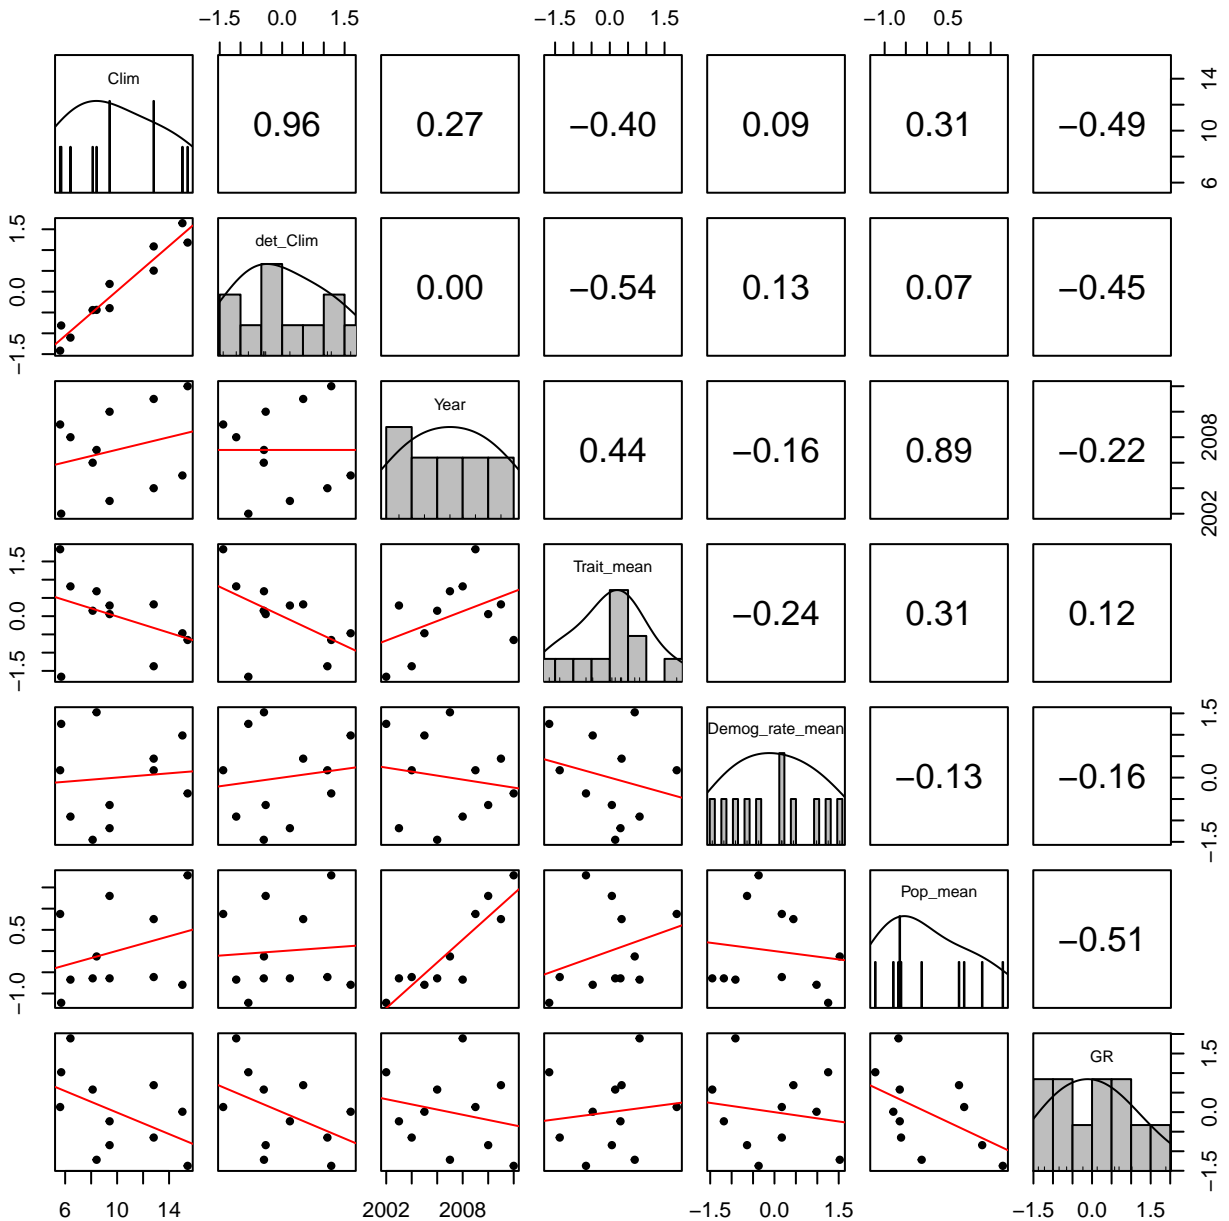 −1.5 0.0 1.5 −1.5 0.0 1.5 −1.0 0.5
Clim 0.96 0.27 −0.40 0.09 0.31 −0.49 6 10 14
−1.5 0.0 1.5 det_Clim 0.00 −0.54 0.13 0.07 −0.45
Year 0.44 −0.16 0.89 −0.22 2002 2008
−1.5 0.0 1.5 Trait_mean −0.24 0.31 0.12
Demog_rate_mean −0.13 −0.16 −1.5 0.0 1.5
−1.0 0.5 Pop_mean −0.51
GR −1.5 0.0 1.5
6 10 14 2002 2008 −1.5 0.0 1.5 −1.5 0.0 1.5